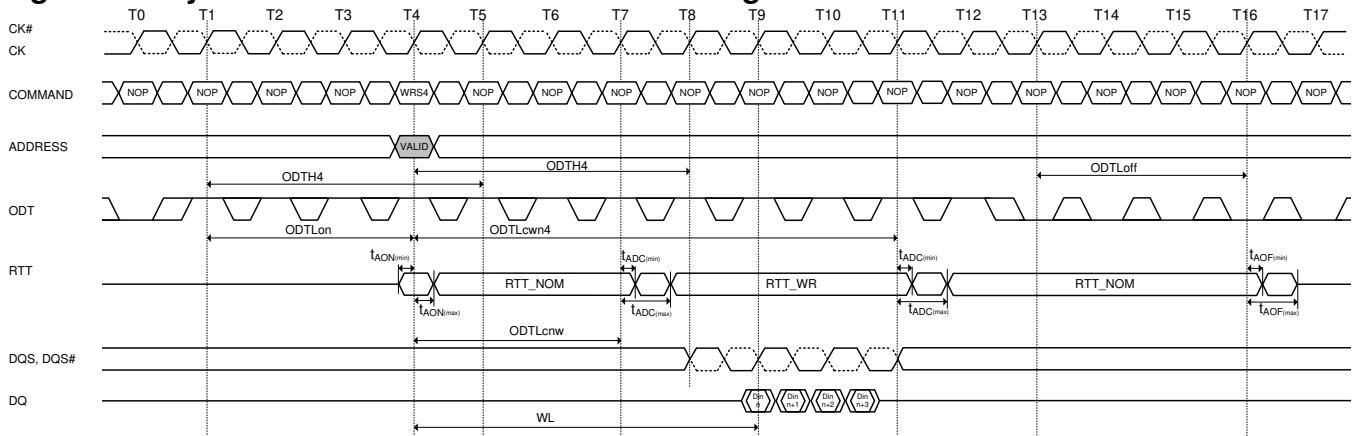 T0 T1 T2 T3 T4 T5 T6 T7 T8 T9 T10 T11 T12 T13 T14 T15 T16 T17
CK#
CK
COMMAND NOP NOP NOP NOP WRS4 NOP NOP NOP NOP NOP NOP NOP NOP NOP NOP NOP NOP NOP
ADDRESS VALID
ODTH4 ODTH4 ODTLoff
ODT
ODTLon ODTLcwn4
tAON(min) tADC(min) tADC(min) tAOF(min)
RTT RTT_NOM RTT_WR RTT_NOM
tAON(max) tADC(max) tADC(max) tAOF(max)
ODTLcnw
DQS, DQS#
DQ Din n Din n+1 Din n+2 Din n+3
WL